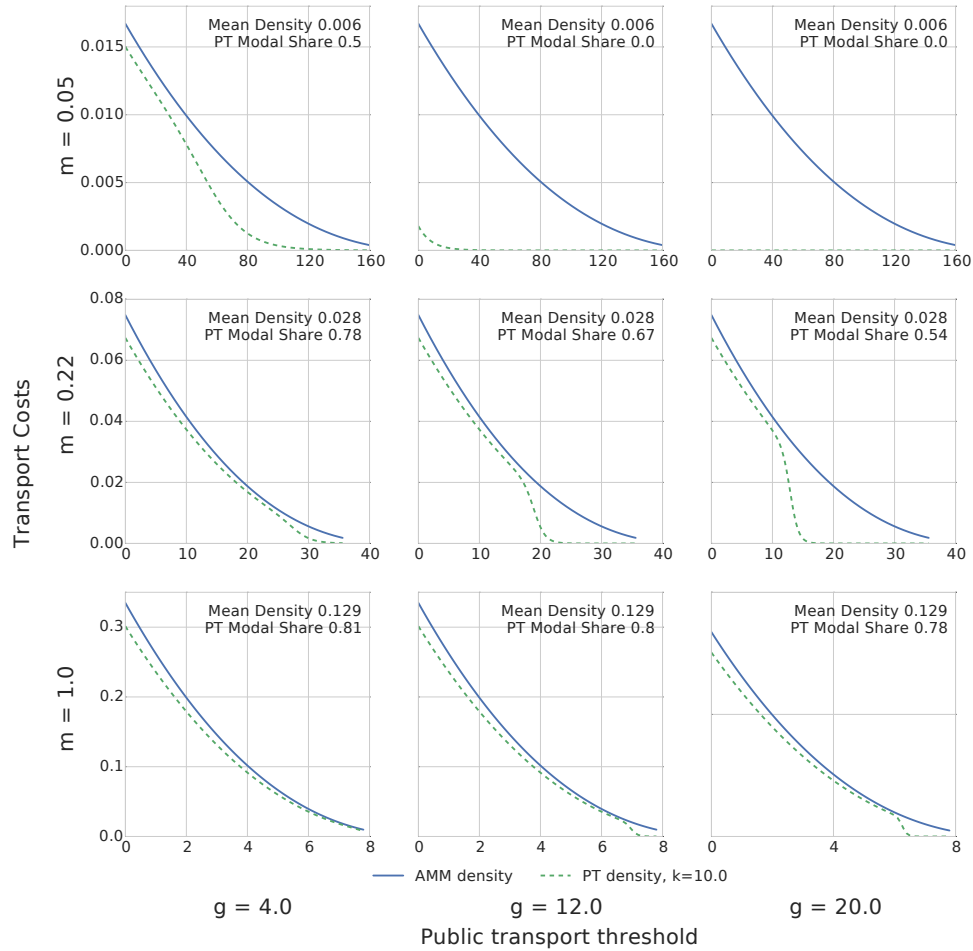 Mean Density 0.006
PT Modal Share 0.5
0.015
0.010
0.005
0.000
0 40 80 120 160
m = 0.05
Mean Density 0.006
PT Modal Share 0.0
0 40 80 120 160
Mean Density 0.006
PT Modal Share 0.0
0 40 80 120 160
Transport Costs
m = 0.22
0.08
0.06
0.04
0.02
0.00
Mean Density 0.028
PT Modal Share 0.78
0 10 20 30 40
Mean Density 0.028
PT Modal Share 0.67
0 10 20 30 40
Mean Density 0.028
PT Modal Share 0.54
0 10 20 30 40
m = 1.0
0.3
0.2
0.1
0.0
Mean Density 0.129
PT Modal Share 0.81
0 2 4 6 8
Mean Density 0.129
PT Modal Share 0.8
0 2 4 6 8
Mean Density 0.129
PT Modal Share 0.78
0 4 8
AMM density
PT density, k=10.0
g = 4.0
g = 12.0
g = 20.0
Public transport threshold